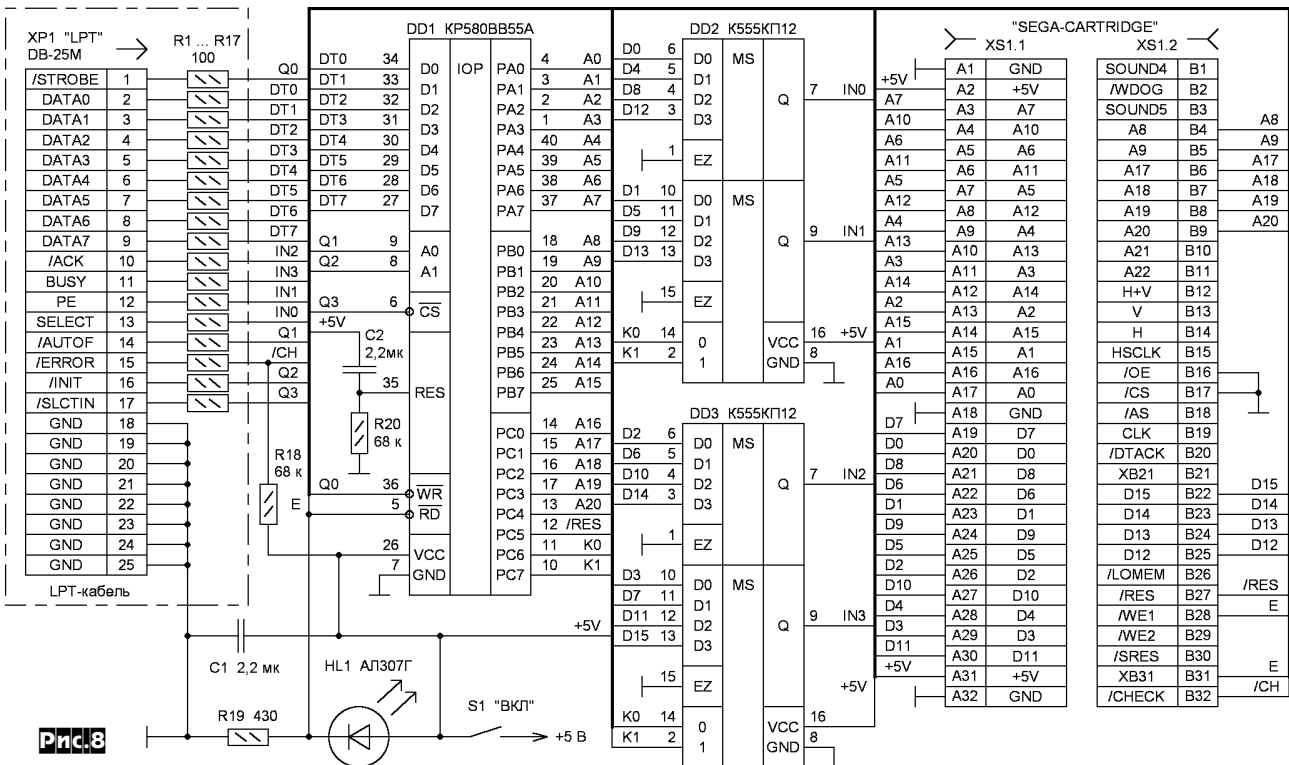 XP1 "LPT"
DB-25M
R1 ... R17
100
/STROBE 1 Q0
DATA0 2 DT0
DATA1 3 DT1
DATA2 4 DT2
DATA3 5 DT3
DATA4 6 DT4
DATA5 7 DT5
DATA6 8 DT6
DATA7 9 DT7
/ACK 10 IN2
BUSY 11 IN3
PE 12 IN1
SELECT 13 IN0
/AUTOF 14 Q1
/ERROR 15 /CH
/INIT 16 Q2
/SLCTIN 17 Q3
GND 18
GND 19
GND 20
GND 21
GND 22
GND 23
GND 24
GND 25
LPT-кабель
R18
68 к
E
C1 2,2 мк
R19 430
HL1 АЛ307Г
S1 "ВКЛ"
+5 В
+5V
Рис.8
DD1 КР580ВВ55А
IOP
DT0 34 D0
DT1 33 D1
DT2 32 D2
DT3 31 D3
DT4 30 D4
DT5 29 D5
DT6 28 D6
DT7 27 D7
Q1 9 A0
Q2 8 A1
Q3 6 CS
+5V
C2
2,2мк
35 RES
R20
68 к
Q0 36 WR
5 RD
26 VCC
7 GND
PA0 4 A0
PA1 3 A1
PA2 2 A2
PA3 1 A3
PA4 40 A4
PA5 39 A5
PA6 38 A6
PA7 37 A7
PB0 18 A8
PB1 19 A9
PB2 20 A10
PB3 21 A11
PB4 22 A12
PB5 23 A13
PB6 24 A14
PB7 25 A15
PC0 14 A16
PC1 15 A17
PC2 16 A18
PC3 17 A19
PC4 13 A20
PC5 12 /RES
PC6 11 K0
PC7 10 K1
DD2 К555КП12
D0 6 D0 MS
D4 5 D1
D8 4 D2 Q 7 IN0
D12 3 D3
1 EZ
D1 10 D0 MS
D5 11 D1
D9 12 D2 Q 9 IN1
D13 13 D3
15 EZ
K0 14 0 VCC 16 +5V
K1 2 1 GND 8
DD3 К555КП12
D2 6 D0 MS
D6 5 D1
D10 4 D2 Q 7 IN2
D14 3 D3
1 EZ
D3 10 D0 MS
D7 11 D1
D11 12 D2 Q 9 IN3
D15 13 D3
15 EZ
+5V
K0 14 0 VCC 16
K1 2 1 GND 8
"SEGA-CARTRIDGE"
XS1.1 XS1.2
A1 GND
+5V A2 +5V
A7 A3 A7
A10 A4 A10
A6 A5 A6
A11 A6 A11
A5 A7 A5
A12 A8 A12
A4 A9 A4
A13 A10 A13
A3 A11 A3
A14 A12 A14
A2 A13 A2
A15 A14 A15
A1 A15 A1
A16 A16 A16
A0 A17 A0
A18 GND
D7 A19 D7
D0 A20 D0
D8 A21 D8
D6 A22 D6
D1 A23 D1
D9 A24 D9
D5 A25 D5
D2 A26 D2
D10 A27 D10
D4 A28 D4
D3 A29 D3
D11 A30 D11
+5V A31 +5V
A32 GND
SOUND4 B1
/WDOG B2
SOUND5 B3
A8 B4 A8
A9 B5 A9
A17 B6 A17
A18 B7 A18
A19 B8 A19
A20 B9 A20
A21 B10
A22 B11
H+V B12
V B13
H B14
HSCLK B15
/OE B16
/CS B17
/AS B18
CLK B19
/DTACK B20
XB21 B21
D15 B22 D15
D14 B23 D14
D13 B24 D13
D12 B25 D12
/LOMEM B26
/RES B27 /RES
/WE1 B28 E
/WE2 B29
/SRES B30
XB31 B31 E
/CHECK B32 /CH